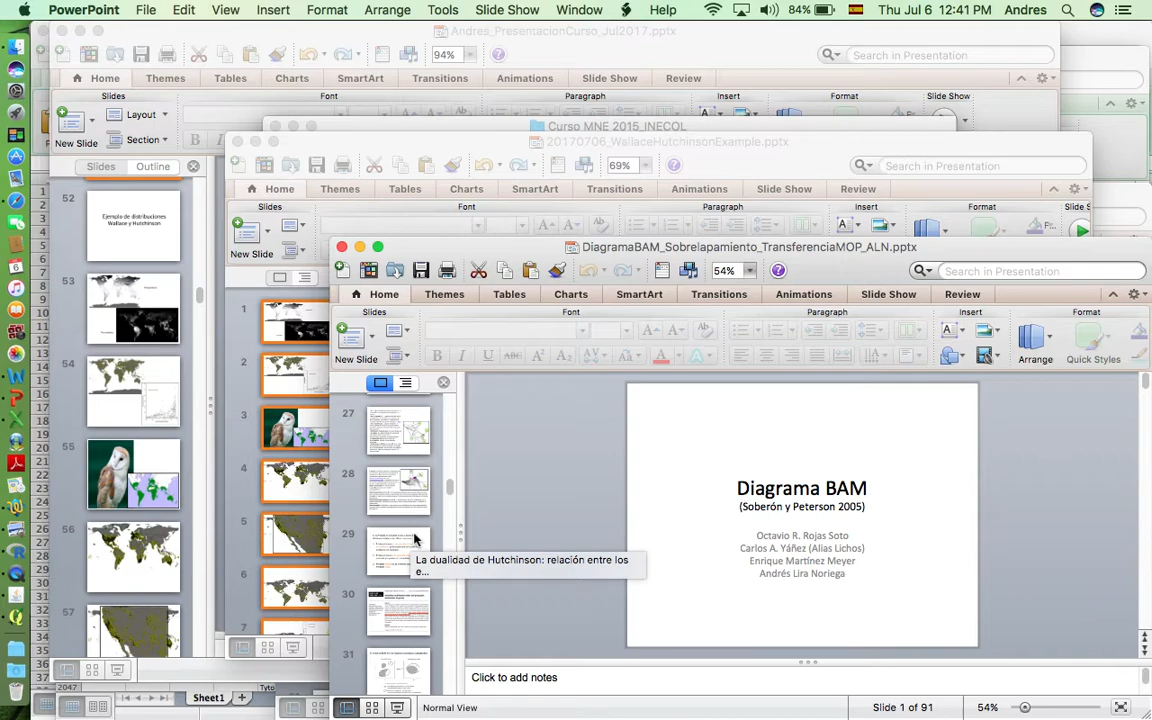 PowerPoint File Edit View Insert Format Arrange Tools Slide Show Window Help 84% Thu Jul 6 12:41 PM Andres
Andres_PresentacionCurso_Jul2017.pptx
94% Search in Presentation
Home Themes Tables Charts SmartArt Transitions Animations Slide Show Review
Slides Font Paragraph Insert Format Slide Show
New Slide Layout Section
Curso MNE 2015_INECOL
20170706_WallaceHutchinsonExample.pptx
69% Search in Presentation
Home Themes Tables Charts SmartArt Transitions Animations Slide Show Review
Slides Font Paragraph Insert Format Slide S
New Slide
Slides Outline
52
Ejemplo de distribuciones
Wallace y Hutchinson
53
54
55
56
57
1
2
3
4
5
6
7
DiagramaBAM_Sobrelapamiento_TransferenciaMOP_ALN.pptx
54% Search in Presentation
Home Themes Tables Charts SmartArt Transitions Animations Slide Show Review
Slides Font Paragraph Insert Format
New Slide Arrange Quick Styles
27
28
29
30
31
La dualidad de Hutchinson: relación entre los
e...
Diagrama BAM
(Soberón y Peterson 2005)
Octavio R. Rojas Soto
Carlos A. Yáñez (Alias Lichos)
Enrique Martínez Meyer
Andrés Lira Noriega
Click to add notes
Normal View Slide 1 of 91 54%
2047 Sheet1 Tyto